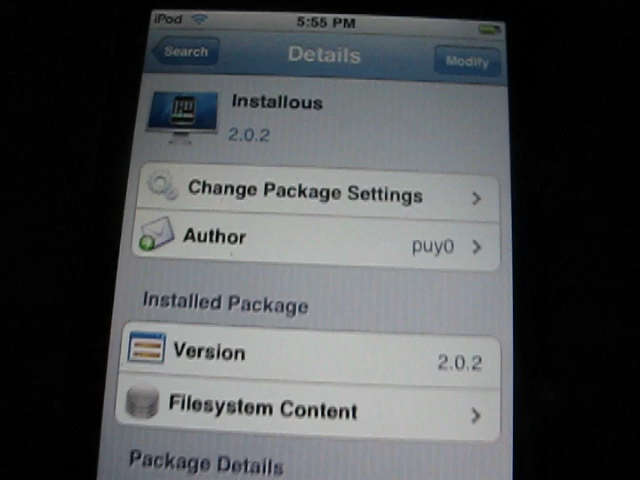 iPod 5:55 PM
Search Details Modify
Installous
2.0.2
Change Package Settings
Author puy0
Installed Package
Version 2.0.2
Filesystem Content
Package Details